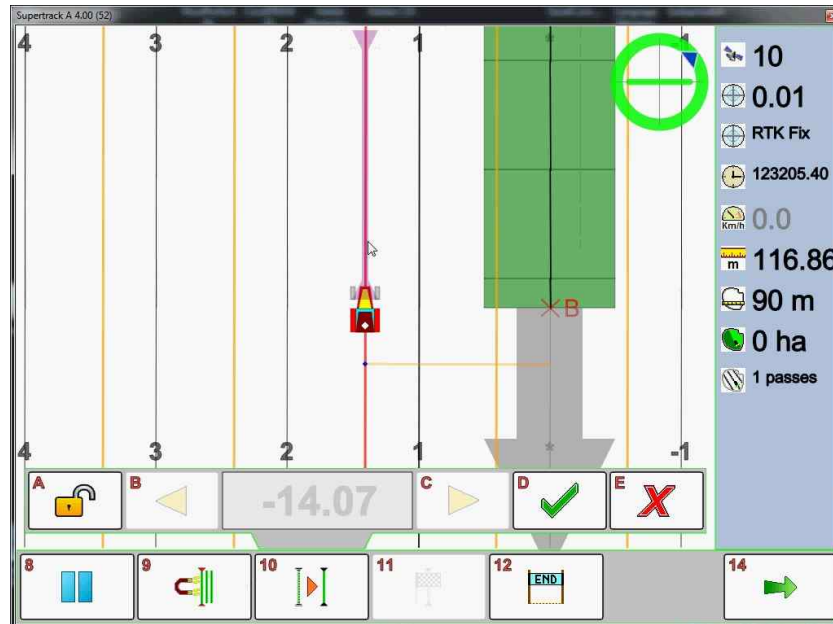 Supertrack A 4.00 (52)
4 3 2 1 * -1
10
0.01
RTK Fix
123205.40
Km/h 0.0
m 116.86
90 m
0 ha
1 passes
B
4 3 2 1 * -1
A B -14.07 C D E X
8 9 10 11 12 END 14